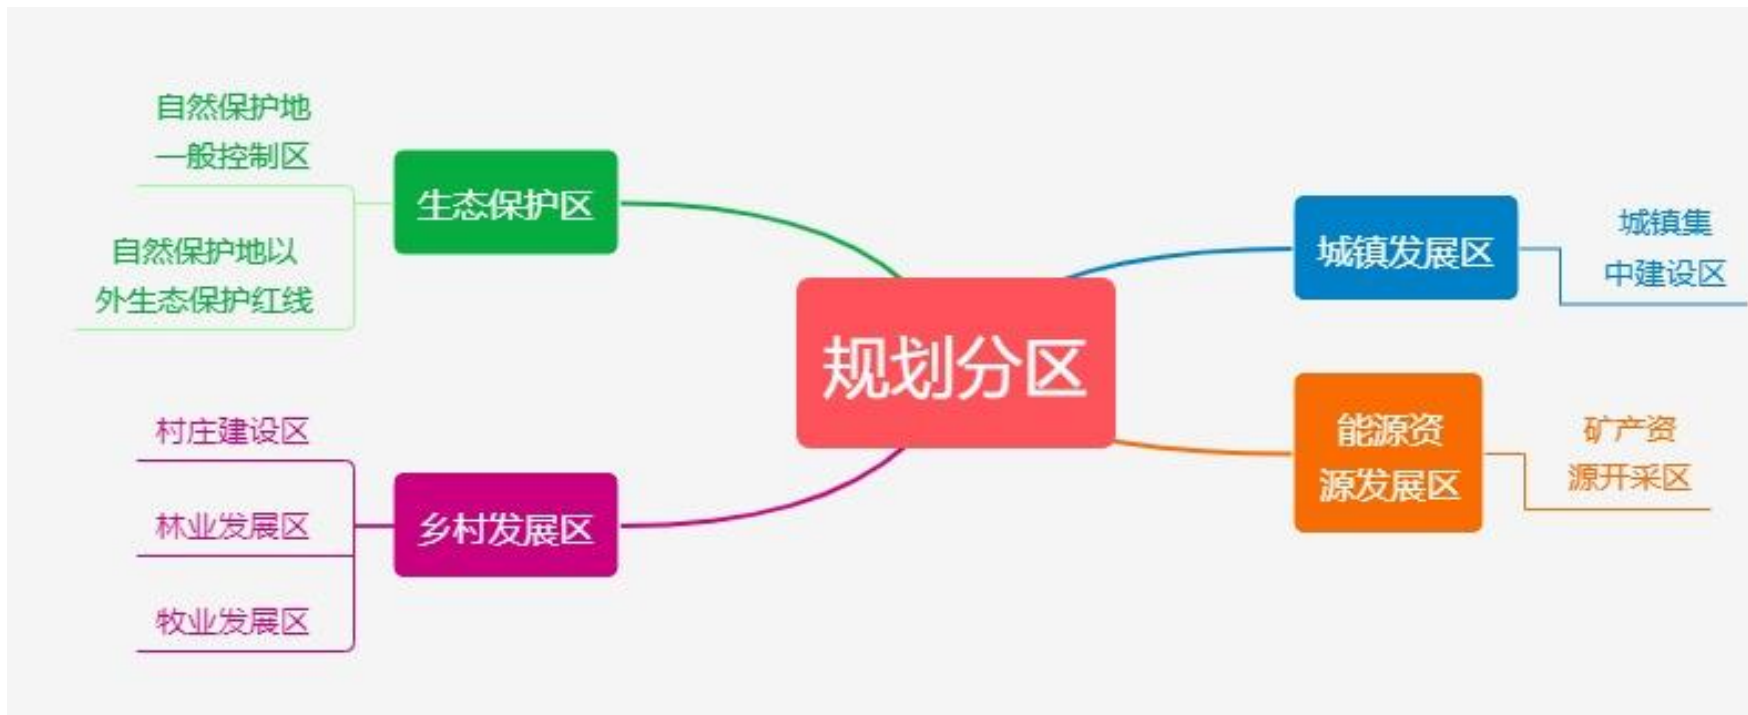 自然保护地
一般控制区
生态保护区
自然保护地以
外生态保护红线
城镇发展区
城镇集
中建设区
规划分区
村庄建设区
林业发展区
牧业发展区
乡村发展区
能源资
源发展区
矿产资
源开采区